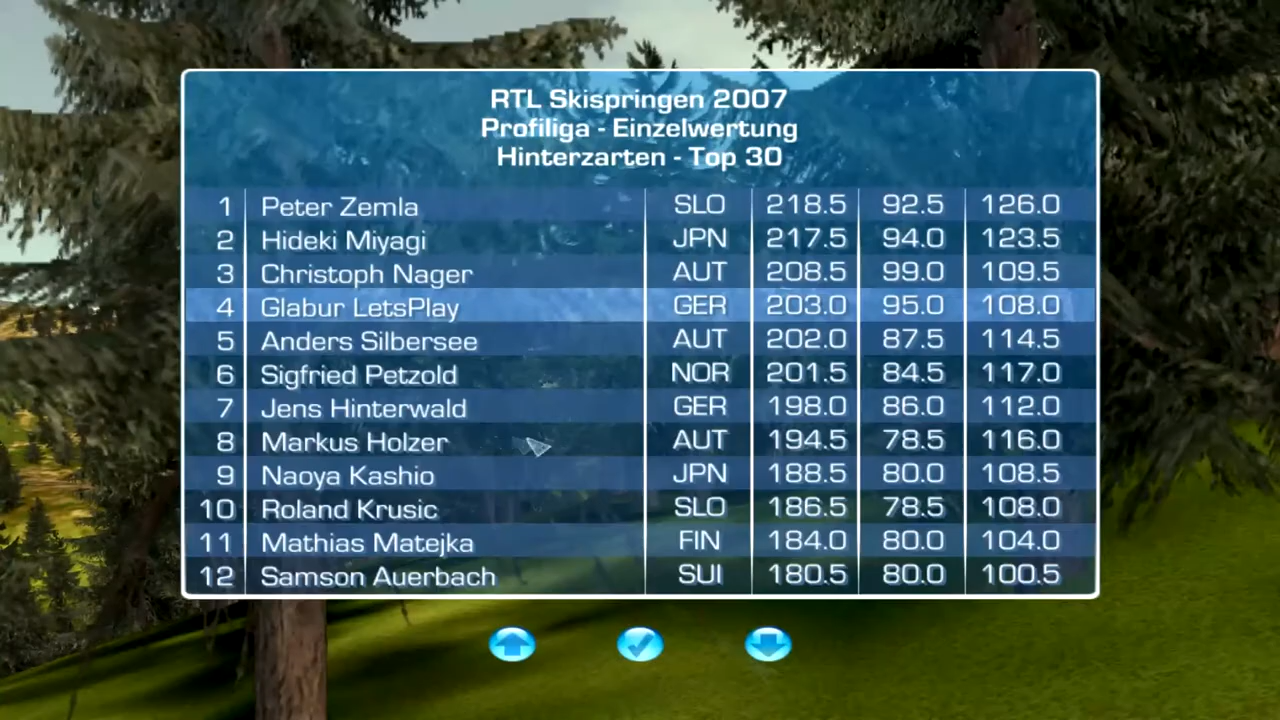 RTL Skispringen 2007
Profiliga - Einzelwertung
Hinterzarten - Top 30
1 Peter Zemla SLO 218.5 92.5 126.0
2 Hideki Miyagi JPN 217.5 94.0 123.5
3 Christoph Nager AUT 208.5 99.0 109.5
4 Glabur LetsPlay GER 203.0 95.0 108.0
5 Anders Silbersee AUT 202.0 87.5 114.5
6 Sigfried Petzold NOR 201.5 84.5 117.0
7 Jens Hinterwald GER 198.0 86.0 112.0
8 Markus Holzer AUT 194.5 78.5 116.0
9 Naoya Kashio JPN 188.5 80.0 108.5
10 Roland Krusic SLO 186.5 78.5 108.0
11 Mathias Matejka FIN 184.0 80.0 104.0
12 Samson Auerbach SUI 180.5 80.0 100.5